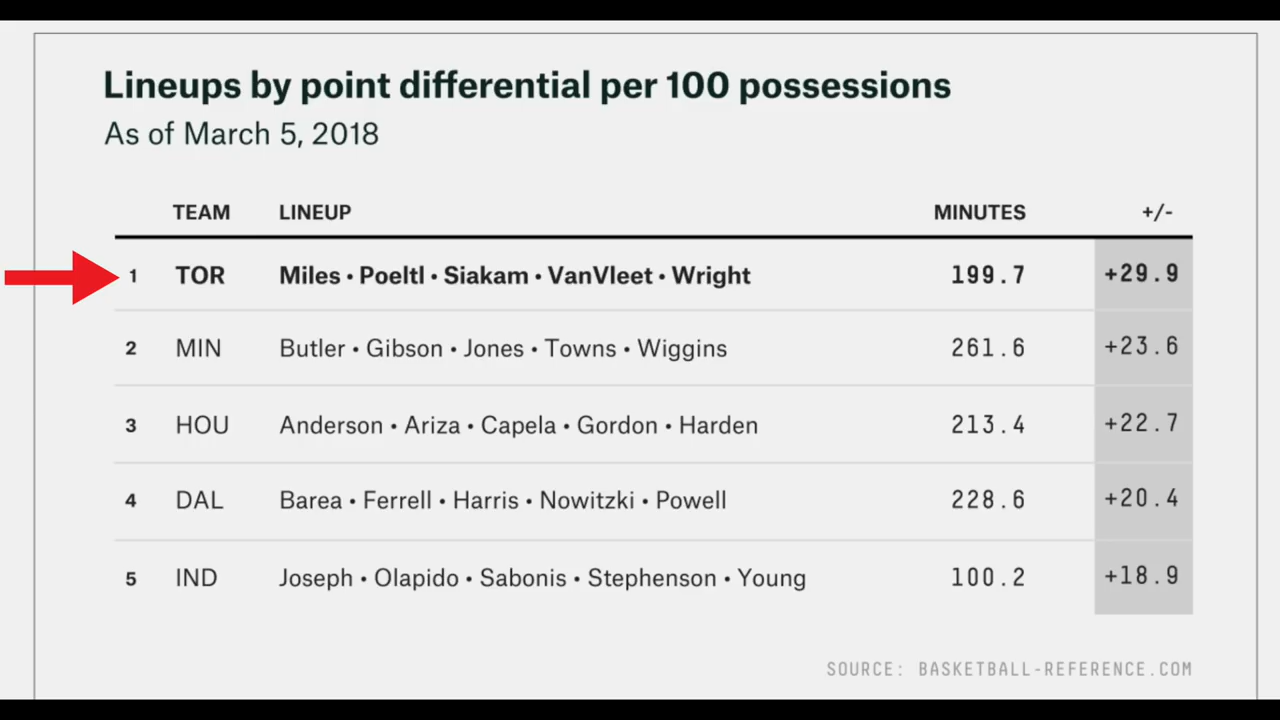 Lineups by point differential per 100 possessions
As of March 5, 2018
TEAM LINEUP MINUTES +/-
1 TOR Miles • Poeltl • Siakam • VanVleet • Wright 199.7 +29.9
2 MIN Butler • Gibson • Jones • Towns • Wiggins 261.6 +23.6
3 HOU Anderson • Ariza • Capela • Gordon • Harden 213.4 +22.7
4 DAL Barea • Ferrell • Harris • Nowitzki • Powell 228.6 +20.4
5 IND Joseph • Olapido • Sabonis • Stephenson • Young 100.2 +18.9
SOURCE: BASKETBALL-REFERENCE.COM